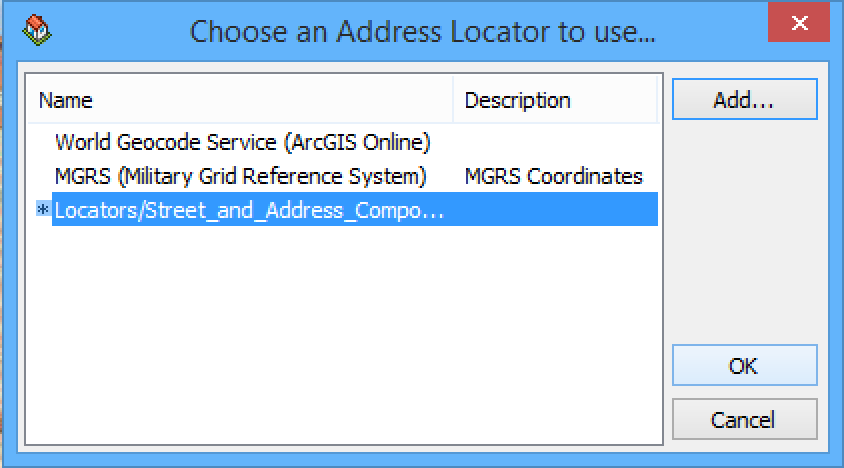 Choose an Address Locator to use...
Name Description
Add...
World Geocode Service (ArcGIS Online)
MGRS (Military Grid Reference System) MGRS Coordinates
* Locators/Street_and_Address_Compo...
OK
Cancel